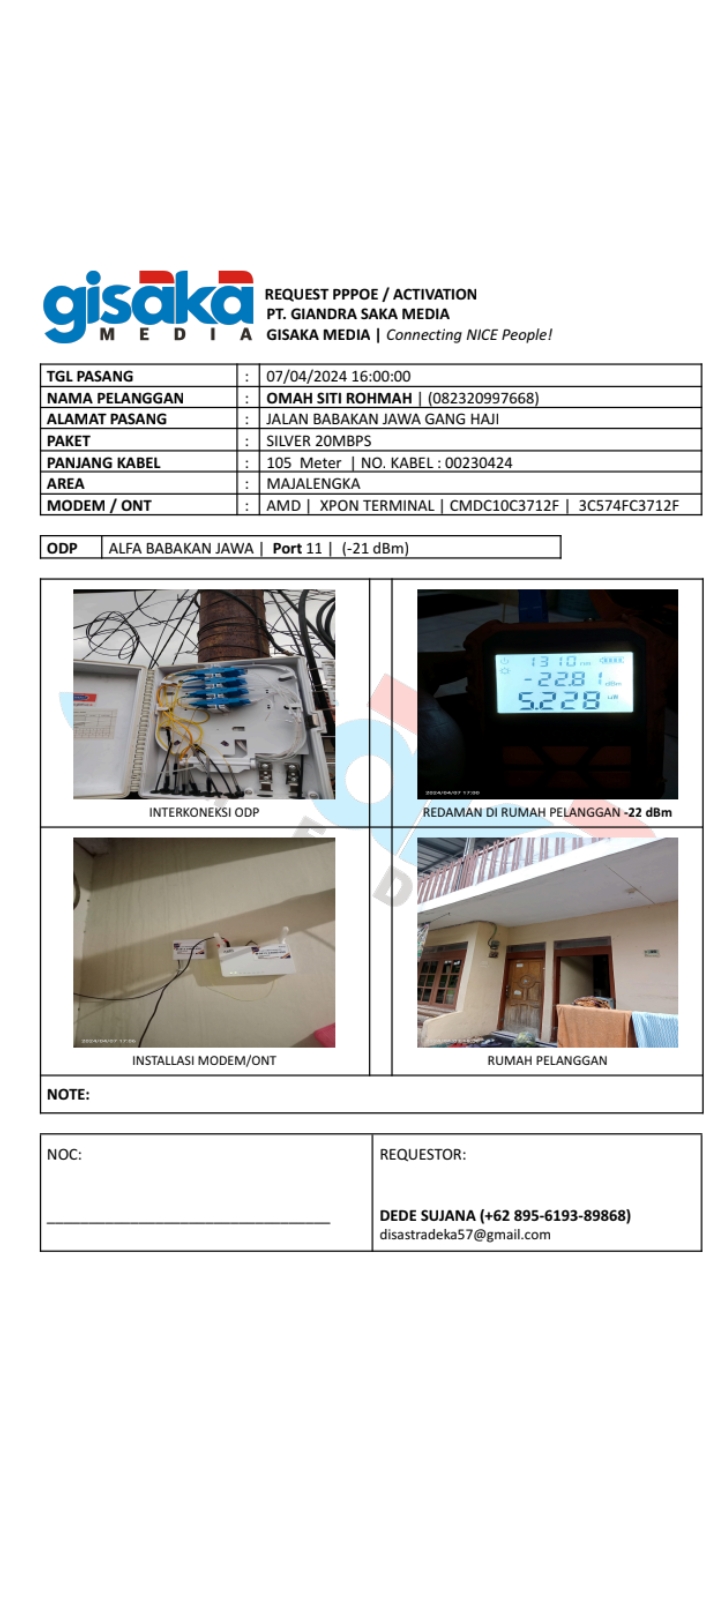 gisaka
MEDIA
REQUEST PPPOE / ACTIVATION
PT. GIANDRA SAKA MEDIA
GISAKA MEDIA | Connecting NICE People!
TGL PASANG : 07/04/2024 16:00:00
NAMA PELANGGAN : OMAH SITI ROHMAH | (082320997668)
ALAMAT PASANG : JALAN BABAKAN JAWA GANG HAJI
PAKET : SILVER 20MBPS
PANJANG KABEL : 105 Meter | NO. KABEL : 00230424
AREA : MAJALENGKA
MODEM / ONT : AMD | XPON TERMINAL | CMDC10C3712F | 3C574FC3712F
ODP ALFA BABAKAN JAWA | Port 11 | (-21 dBm)
1310 nm
-22.81 dBm
5.228 uW
2024/04/07 17:00
INTERKONEKSI ODP
REDAMAN DI RUMAH PELANGGAN -22 dBm
2024/04/07 17:06
INSTALLASI MODEM/ONT
RUMAH PELANGGAN
NOTE:
NOC:
REQUESTOR:
DEDE SUJANA (+62 895-6193-89868)
disastradeka57@gmail.com